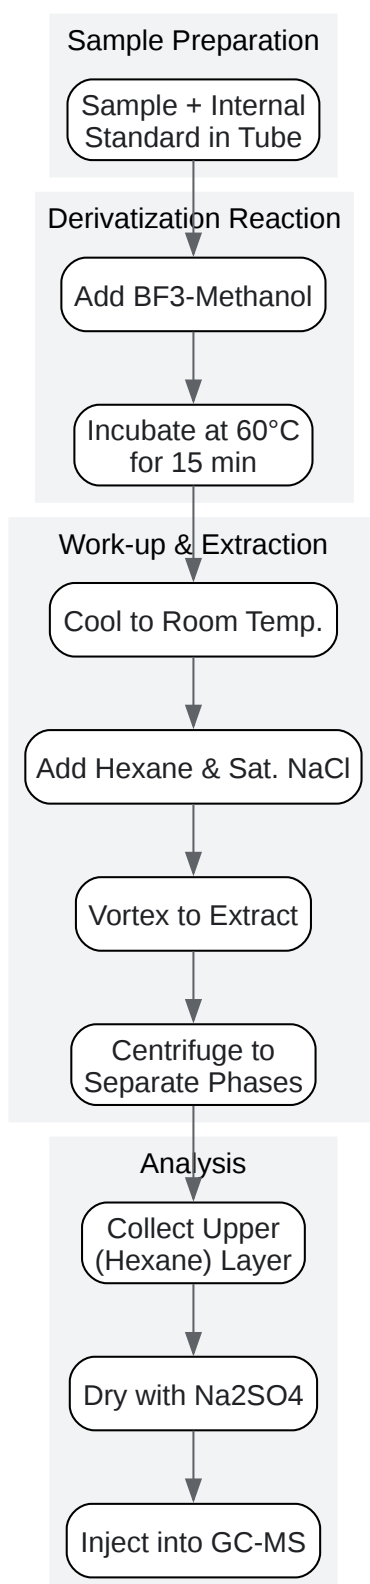 Sample Preparation
Sample + Internal
Standard in Tube
Derivatization Reaction
Add BF3-Methanol
Incubate at 60°C
for 15 min
Work-up & Extraction
Cool to Room Temp.
Add Hexane & Sat. NaCl
Vortex to Extract
Centrifuge to
Separate Phases
Analysis
Collect Upper
(Hexane) Layer
Dry with Na2SO4
Inject into GC-MS